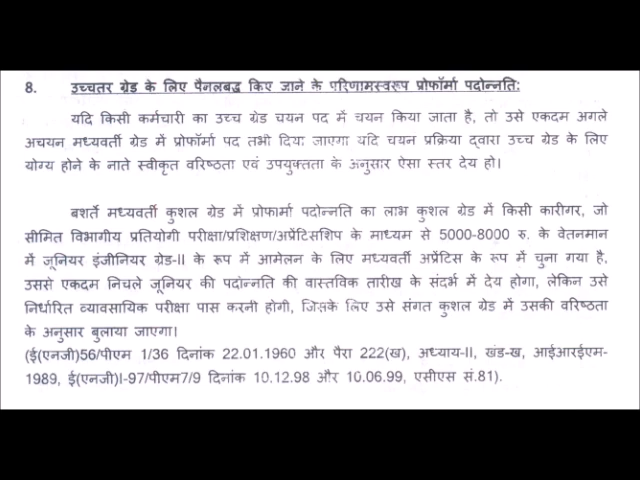 8. उच्चतर ग्रेड के लिए पैनलबद्ध किए जाने के परिणामस्वरूप प्रोफॉर्मा पदोन्नति:
यदि किसी कर्मचारी का उच्च ग्रेड चयन पद में चयन किया जाता है, तो उसे एकदम अगले
अचयन मध्यवर्ती ग्रेड में प्रोफॉर्मा पद तभी दिया जाएगा यदि चयन प्रक्रिया द्वारा उच्च ग्रेड के लिए
योग्य होने के नाते स्वीकृत वरिष्ठता एवं उपयुक्तता के अनुसार ऐसा स्तर देय हो।
बशर्ते मध्यवर्ती कुशल ग्रेड में प्रोफार्मा पदोन्नति का लाभ कुशल ग्रेड में किसी कारीगर, जो
सीमित विभागीय प्रतियोगी परीक्षा/प्रशिक्षण/अप्रेंटिसशिप के माध्यम से 5000-8000 रु. के वेतनमान
में जूनियर इंजीनियर ग्रेड-II के रूप में आमेलन के लिए मध्यवर्ती अप्रेंटिस के रूप में चुना गया है,
उससे एकदम निचले जूनियर की पदोन्नति की वास्तविक तारीख के संदर्भ में देय होगा, लेकिन उसे
निर्धारित व्यावसायिक परीक्षा पास करनी होगी, जिसके लिए उसे संगत कुशल ग्रेड में उसकी वरिष्ठता
के अनुसार बुलाया जाएगा।
(ई(एनजी)56/पीएम 1/36 दिनांक 22.01.1960 और पैरा 222(ख), अध्याय-II, खंड-ख, आईआरईएम-
1989, ई(एनजी)I-97/पीएम7/9 दिनांक 10.12.98 और 10.06.99, एसीएस सं.81).